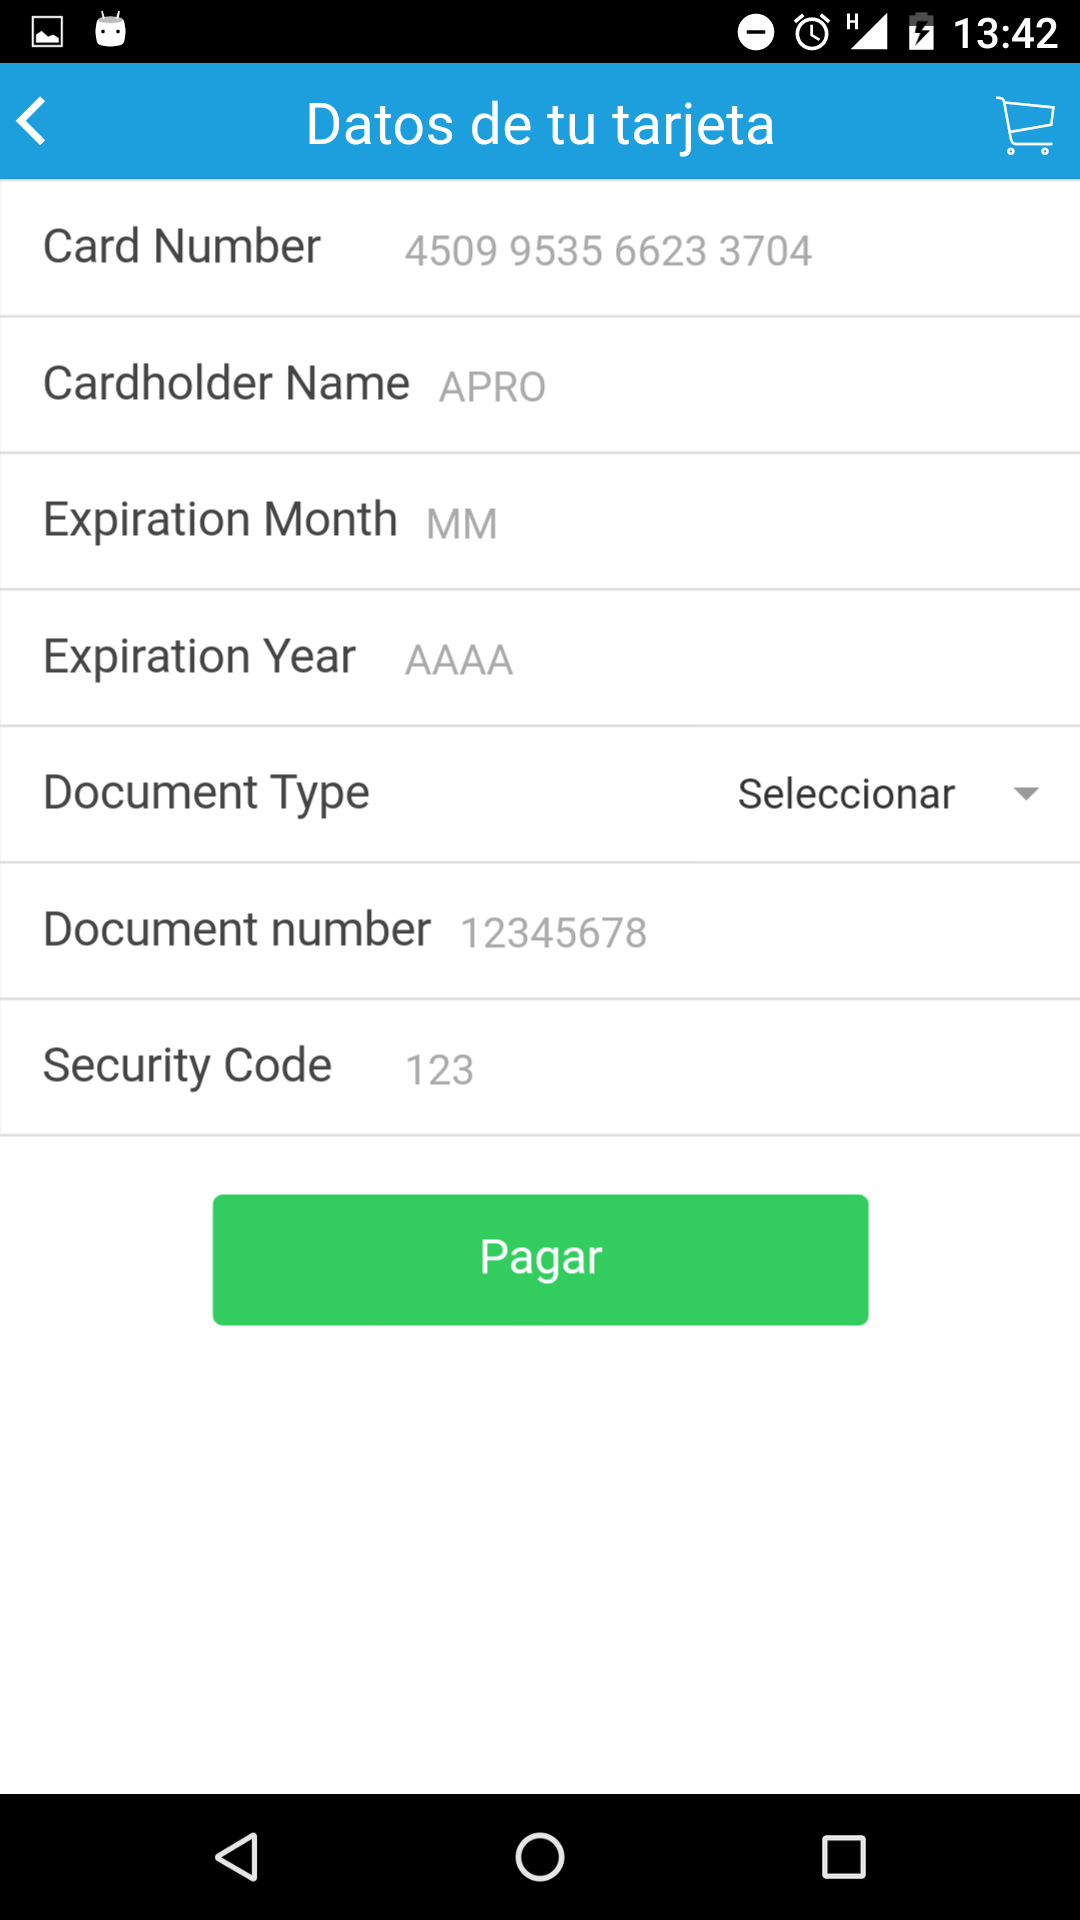 H 13:42
Datos de tu tarjeta
Card Number 4509 9535 6623 3704
Cardholder Name APRO
Expiration Month MM
Expiration Year AAAA
Document Type Seleccionar
Document number 12345678
Security Code 123
Pagar